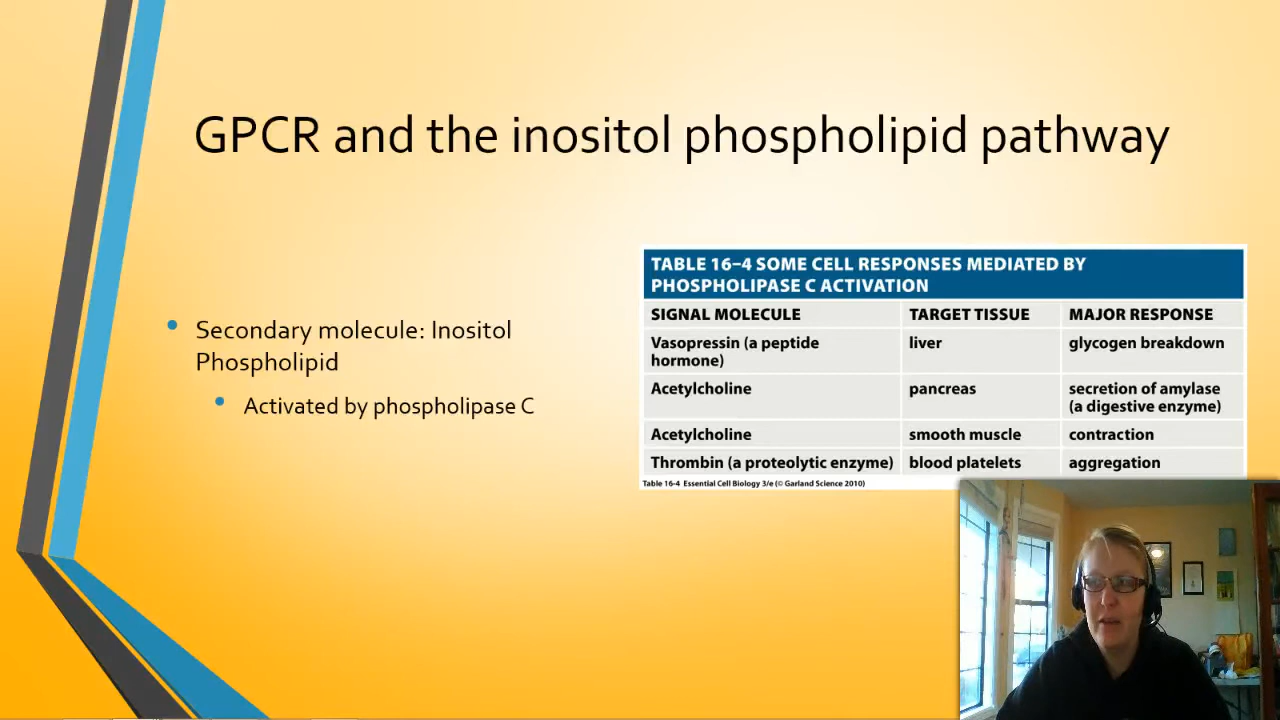 GPCR and the inositol phospholipid pathway
• Secondary molecule: Inositol
Phospholipid
• Activated by phospholipase C
TABLE 16–4 SOME CELL RESPONSES MEDIATED BY
PHOSPHOLIPASE C ACTIVATION
SIGNAL MOLECULE TARGET TISSUE MAJOR RESPONSE
Vasopressin (a peptide liver glycogen breakdown
hormone)
Acetylcholine pancreas secretion of amylase
(a digestive enzyme)
Acetylcholine smooth muscle contraction
Thrombin (a proteolytic enzyme) blood platelets aggregation
Table 16-4 Essential Cell Biology 3/e (© Garland Science 2010)